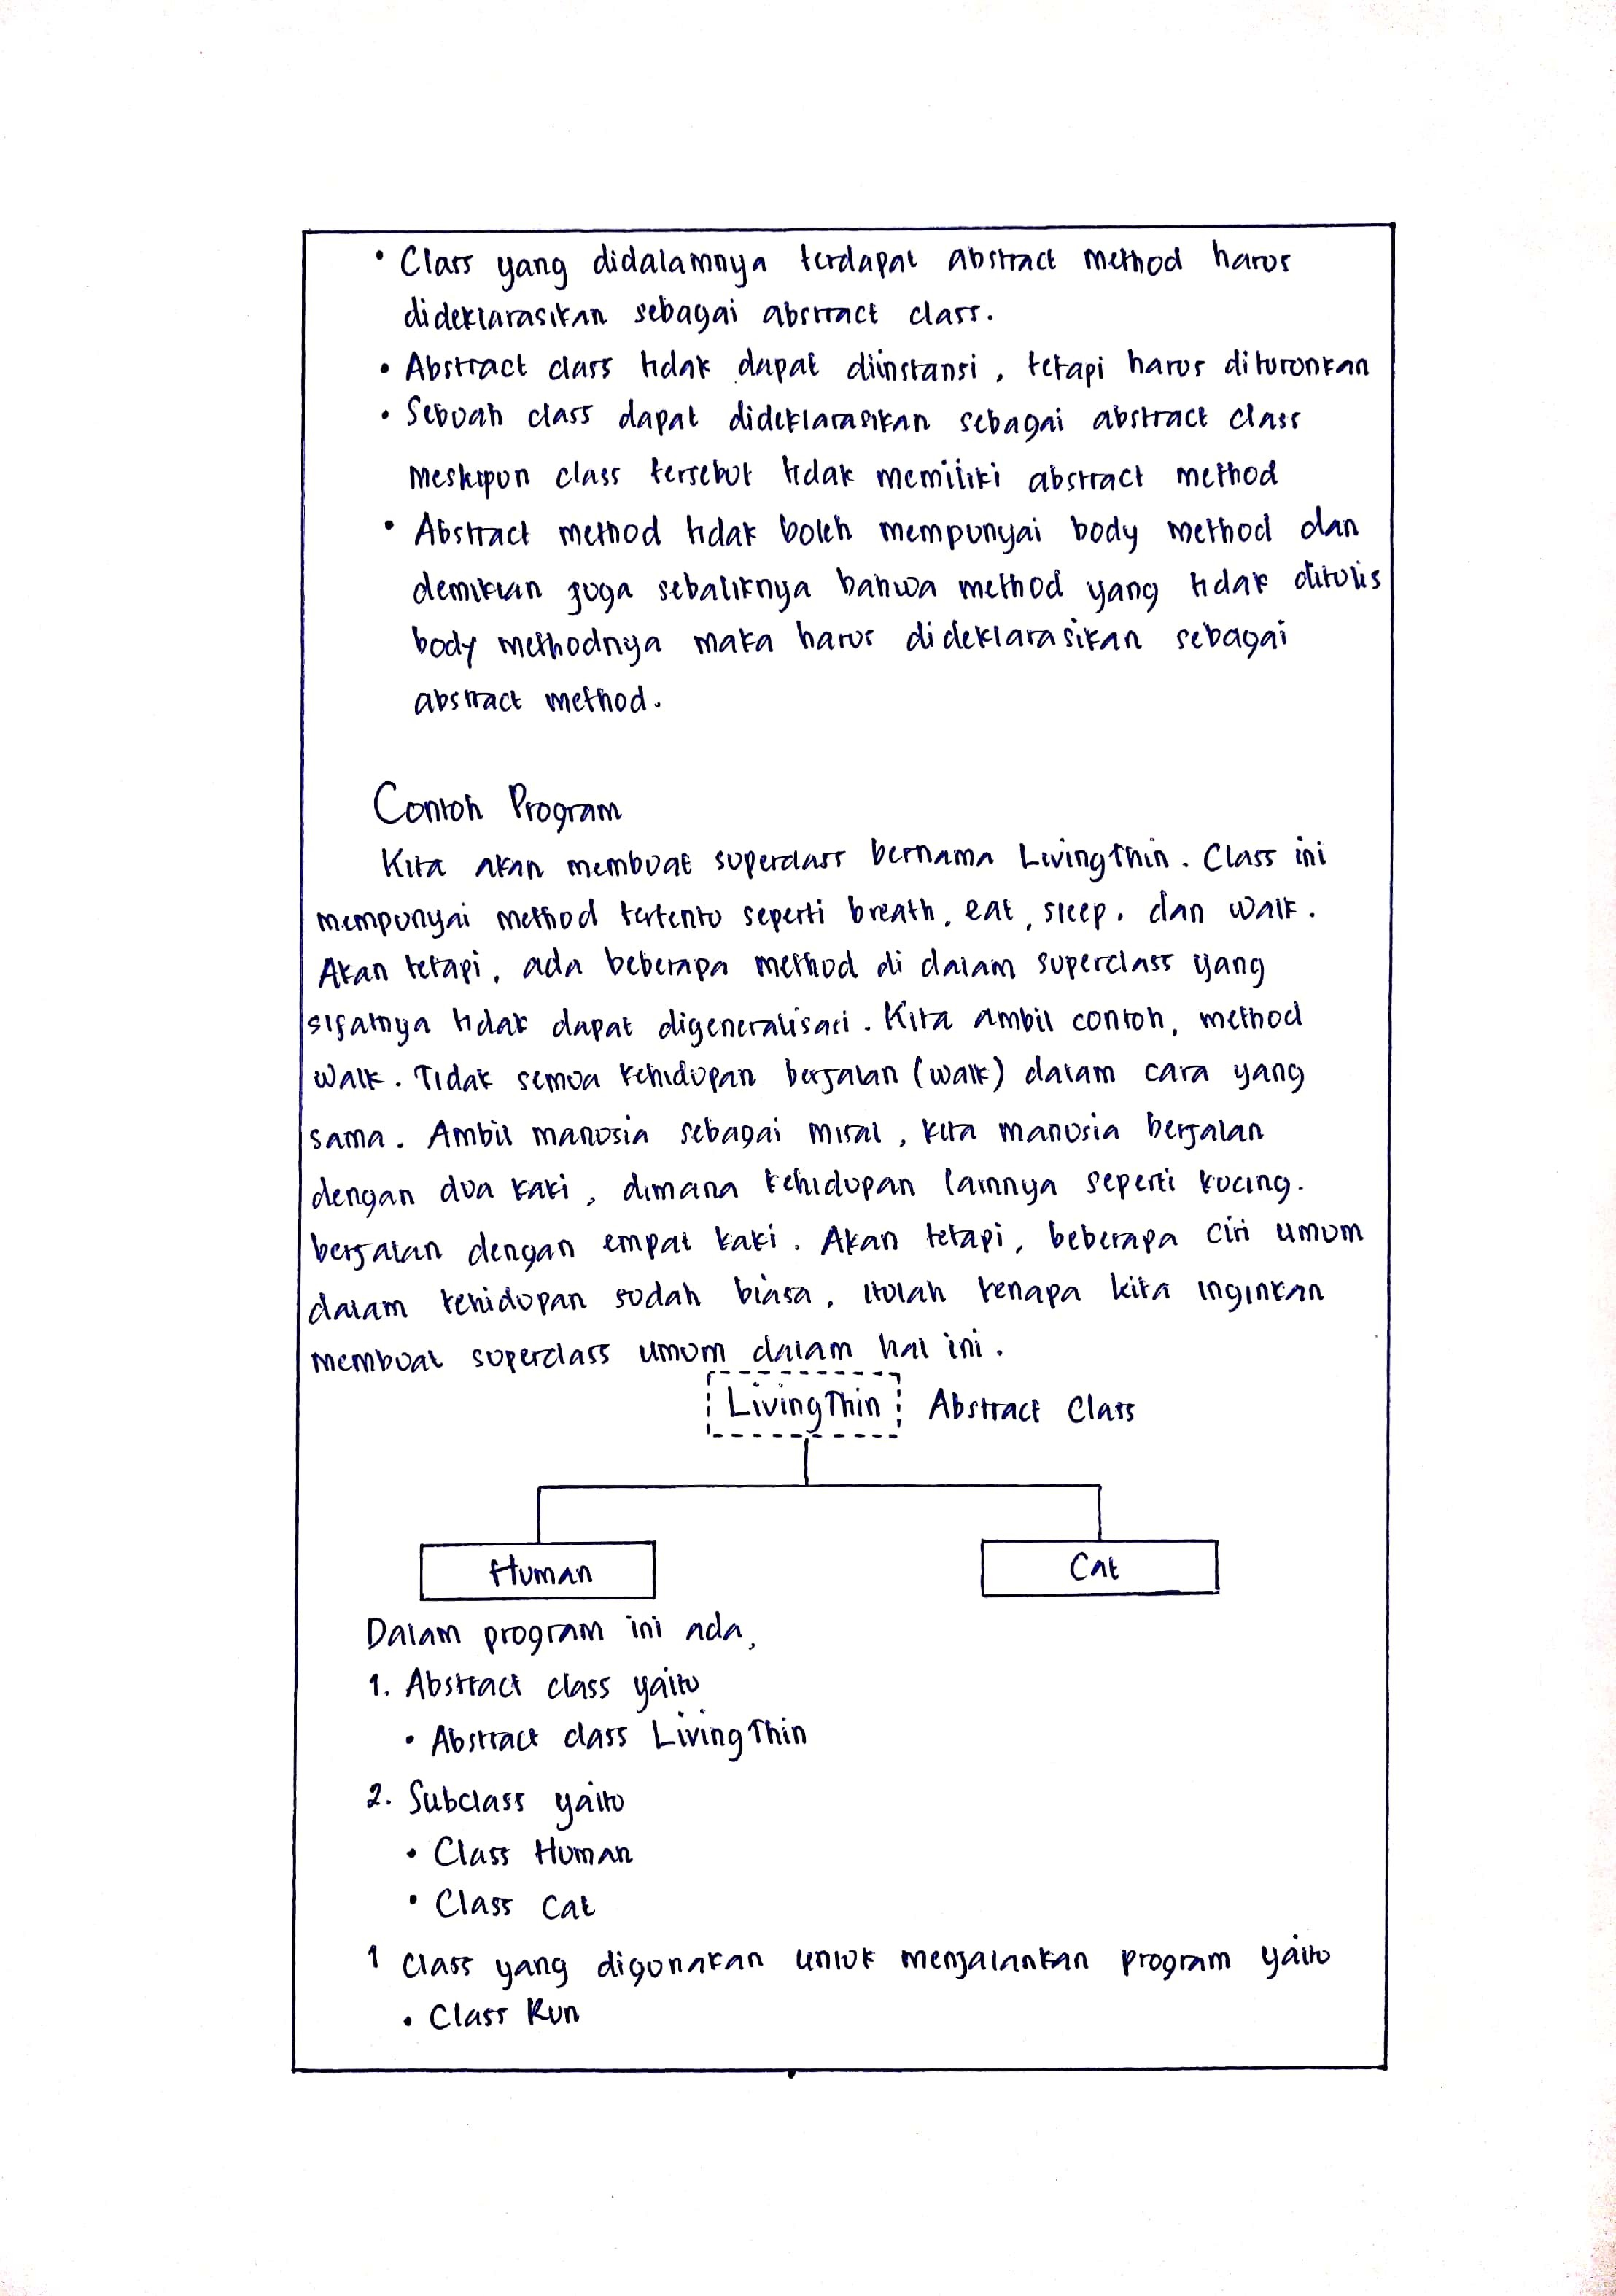 • Class yang didalamnya terdapat abstract method harus
dideklarasikan sebagai abstract class.
• Abstract class tidak dapat diinstansi, tetapi harus diturunkan
• Sebuah class dapat dideklarasikan sebagai abstract class
meskipun class tersebut tidak memiliki abstract method
• Abstract method tidak boleh mempunyai body method dan
demikian juga sebaliknya bahwa method yang tidak ditulis
body methodnya maka harus dideklarasikan sebagai
abstract method.
Contoh Program
Kita akan membuat superclass bernama LivingThin. Class ini
mempunyai method tertentu seperti breath, eat, sleep, dan walk.
Akan tetapi, ada beberapa method di dalam superclass yang
sifatnya tidak dapat digeneralisasi. Kita ambil contoh, method
walk. Tidak semua kehidupan berjalan (walk) dalam cara yang
sama. Ambil manusia sebagai misal, kita manusia berjalan
dengan dua kaki, dimana kehidupan lainnya seperti kucing.
berjalan dengan empat kaki. Akan tetapi, beberapa ciri umum
dalam kehidupan sudah biasa, itulah kenapa kita inginkan
membuat superclass umum dalam hal ini.
LivingThin Abstract Class
Human Cat
Dalam program ini ada,
1. Abstract class yaitu
• Abstract class LivingThin
2. Subclass yaitu
• Class Human
• Class Cat
1 Class yang digunakan untuk menjalankan program yaitu
• Class Run